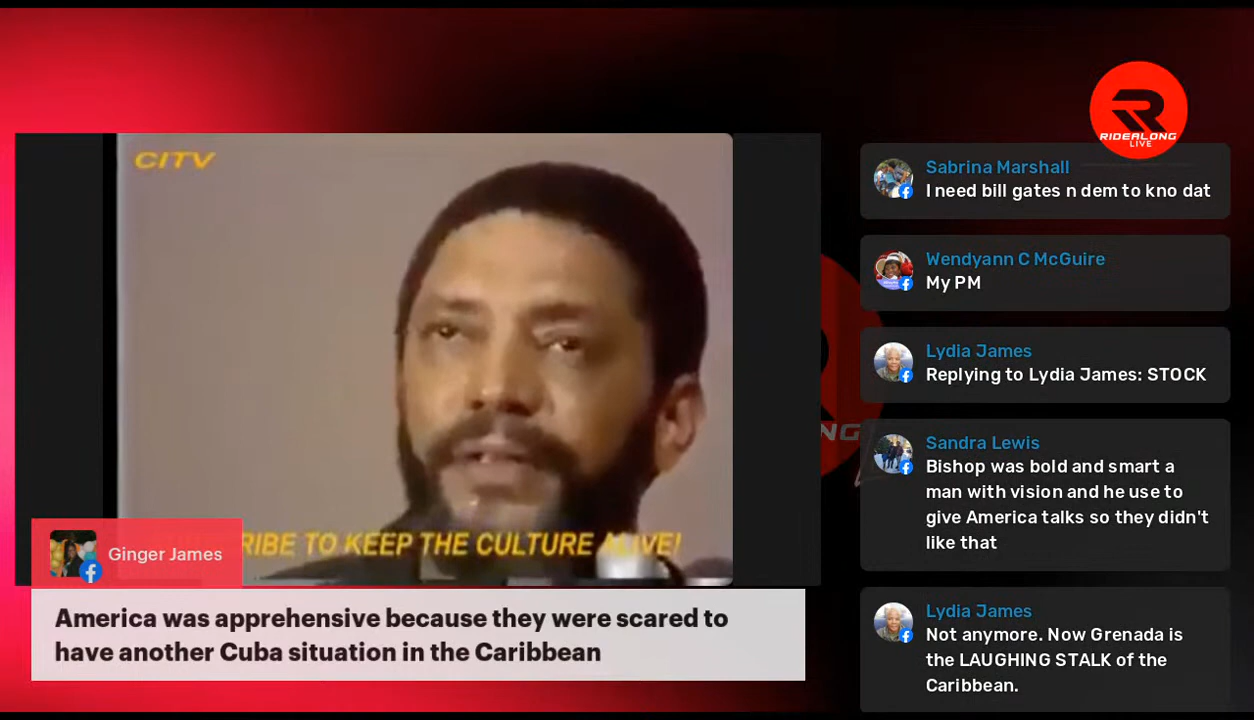 CITV
RIBE TO KEEP THE CULTURE ALIVE!
Ginger James
America was apprehensive because they were scared to
have another Cuba situation in the Caribbean
RIDEALONG
LIVE
Sabrina Marshall
I need bill gates n dem to kno dat
Wendyann C McGuire
My PM
Lydia James
Replying to Lydia James: STOCK
Sandra Lewis
Bishop was bold and smart a
man with vision and he use to
give America talks so they didn't
like that
Lydia James
Not anymore. Now Grenada is
the LAUGHING STALK of the
Caribbean.
NG